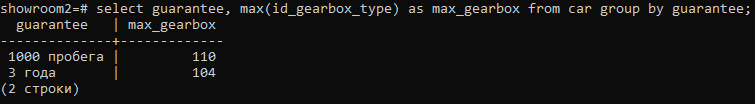 showroom2=# select guarantee, max(id_gearbox_type) as max_gearbox from car group by guarantee;
guarantee | max_gearbox
--------------+-------------
1000 пробега | 110
3 года | 104
(2 строки)